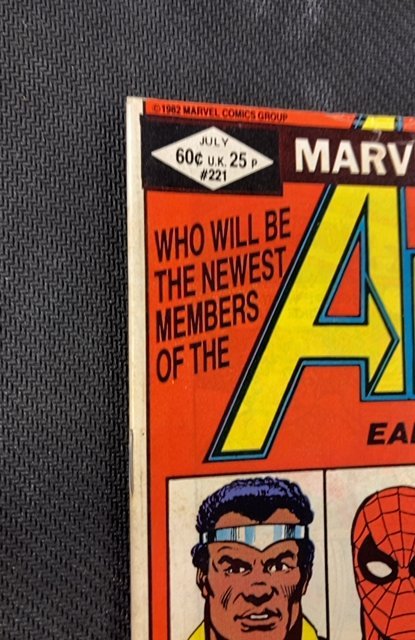 ©1982 MARVEL COMICS GROUP
JULY
60¢ U.K. 25 P
#221
MARV
WHO WILL BE
THE NEWEST
MEMBERS
OF THE
A
EA